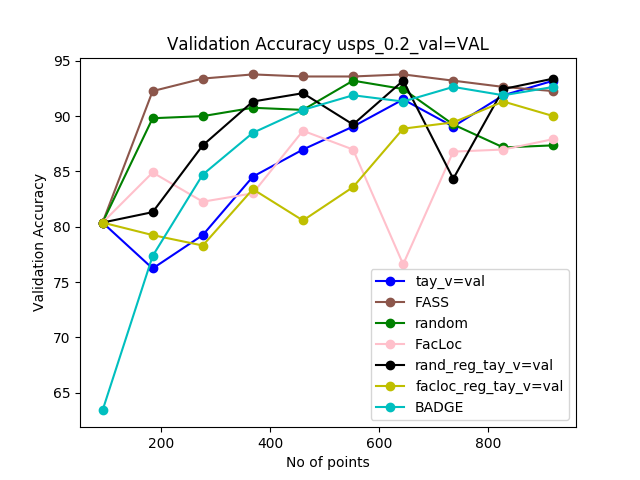 Validation Accuracy usps_0.2_val=VAL
Validation Accuracy
95
90
85
80
75
70
65
200
400
600
800
No of points
tay_v=val
FASS
random
FacLoc
rand_reg_tay_v=val
facloc_reg_tay_v=val
BADGE